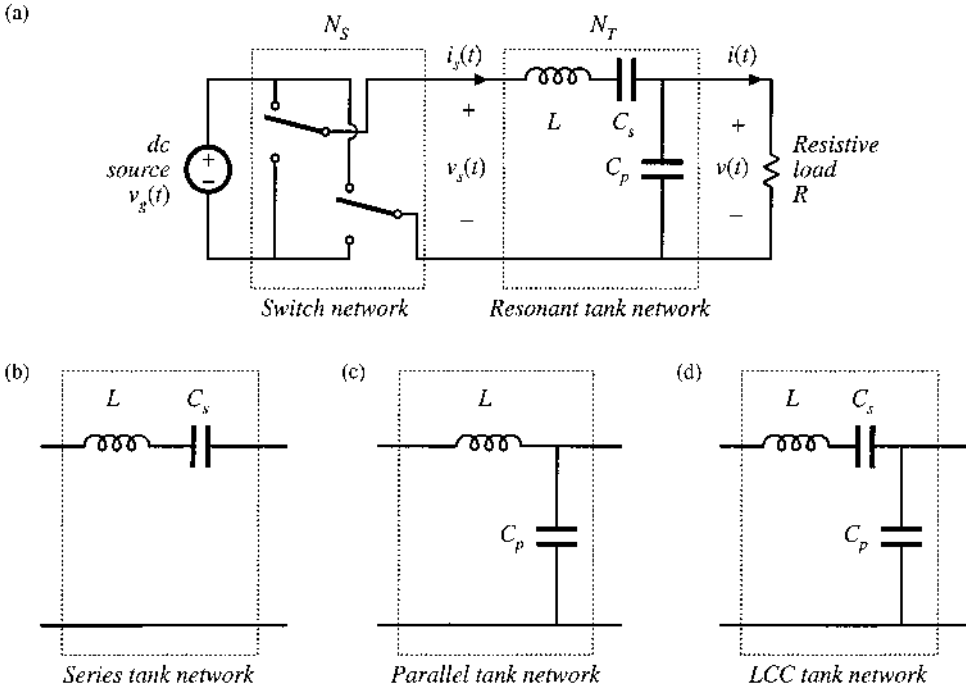 (a)
N_S
N_T
i_s(t)
i(t)
+
+
L
C_s
dc
source
v_g(t)
+
−
v_s(t)
C_p
v(t)
Resistive
load
R
−
−
Switch network
Resonant tank network
(b)
(c)
(d)
L
C_s
L
L
C_s
C_p
C_p
Series tank network
Parallel tank network
LCC tank network